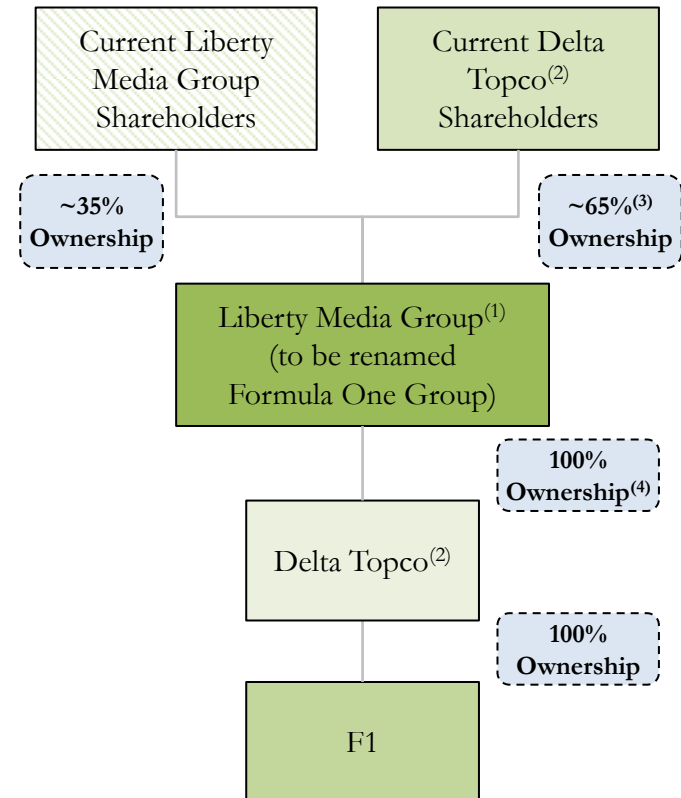 Current Liberty
Media Group
Shareholders
Current Delta
Topco(2)
Shareholders
~35%
Ownership
~65%(3)
Ownership
Liberty Media Group(1)
(to be renamed
Formula One Group)
100%
Ownership(4)
Delta Topco(2)
100%
Ownership
F1